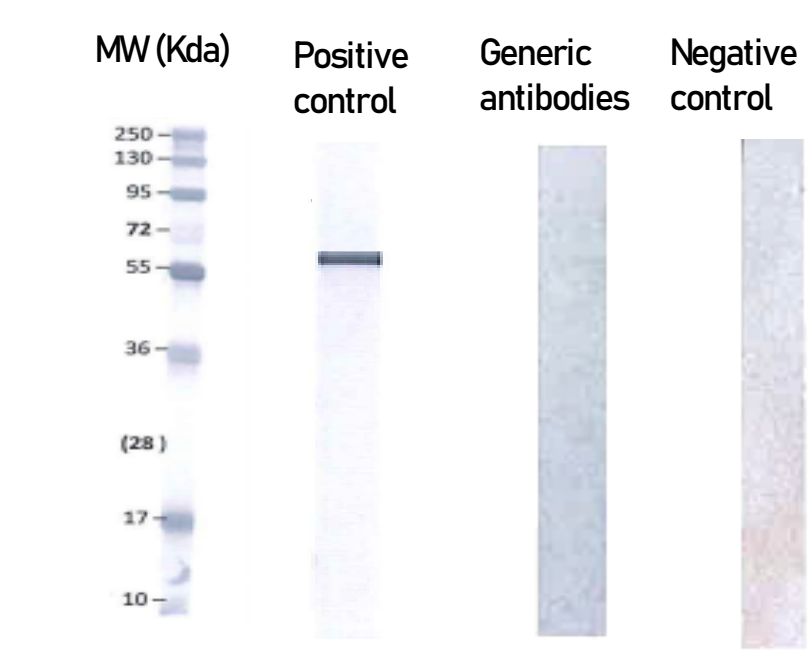 MW (Kda)
Positive
control
Generic
antibodies
Negative
control
250
130
95
72
55
36
(28 )
17
10